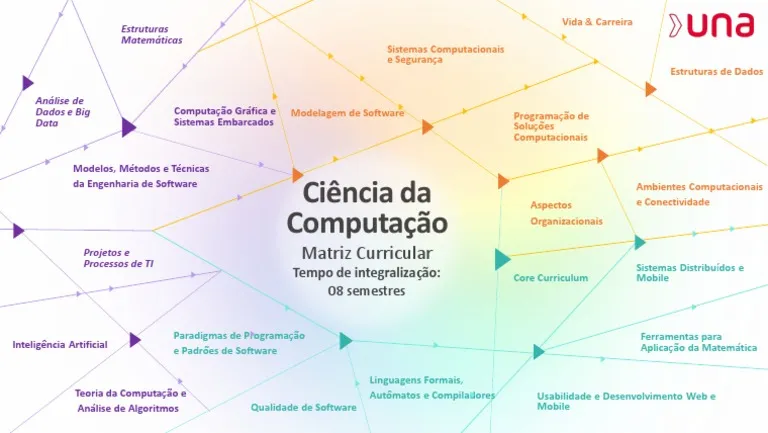 una
Vida & Carreira
Estruturas
Matemáticas
Sistemas Computacionais
e Segurança
Estruturas de Dados
Análise de
Dados e Big
Data
Computação Gráfica e
Sistemas Embarcados
Modelagem de Software
Programação de
Soluções
Computacionais
Modelos, Métodos e Técnicas
da Engenharia de Software
Ciência da
Computação
Matriz Curricular
Tempo de integralização:
08 semestres
Aspectos
Organizacionais
Ambientes Computacionais
e Conectividade
Projetos e
Processos de TI
Core Curriculum
Sistemas Distribuídos e
Mobile
Inteligência Artificial
Paradigmas de Programação
e Padrões de Software
Ferramentas para
Aplicação da Matemática
Teoria da Computação e
Análise de Algoritmos
Qualidade de Software
Linguagens Formais,
Autômatos e Compiladores
Usabilidade e Desenvolvimento Web e
Mobile